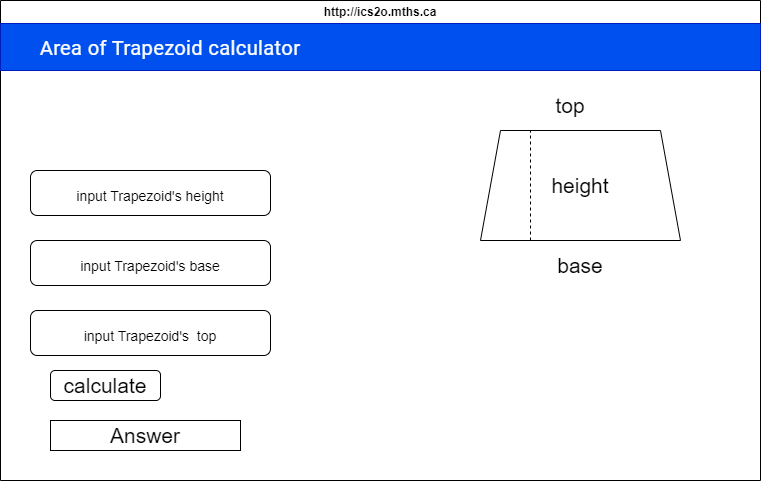 http://ics2o.mths.ca
Area of Trapezoid calculator
top
input Trapezoid's height
height
input Trapezoid's base
base
input Trapezoid's  top
calculate
Answer